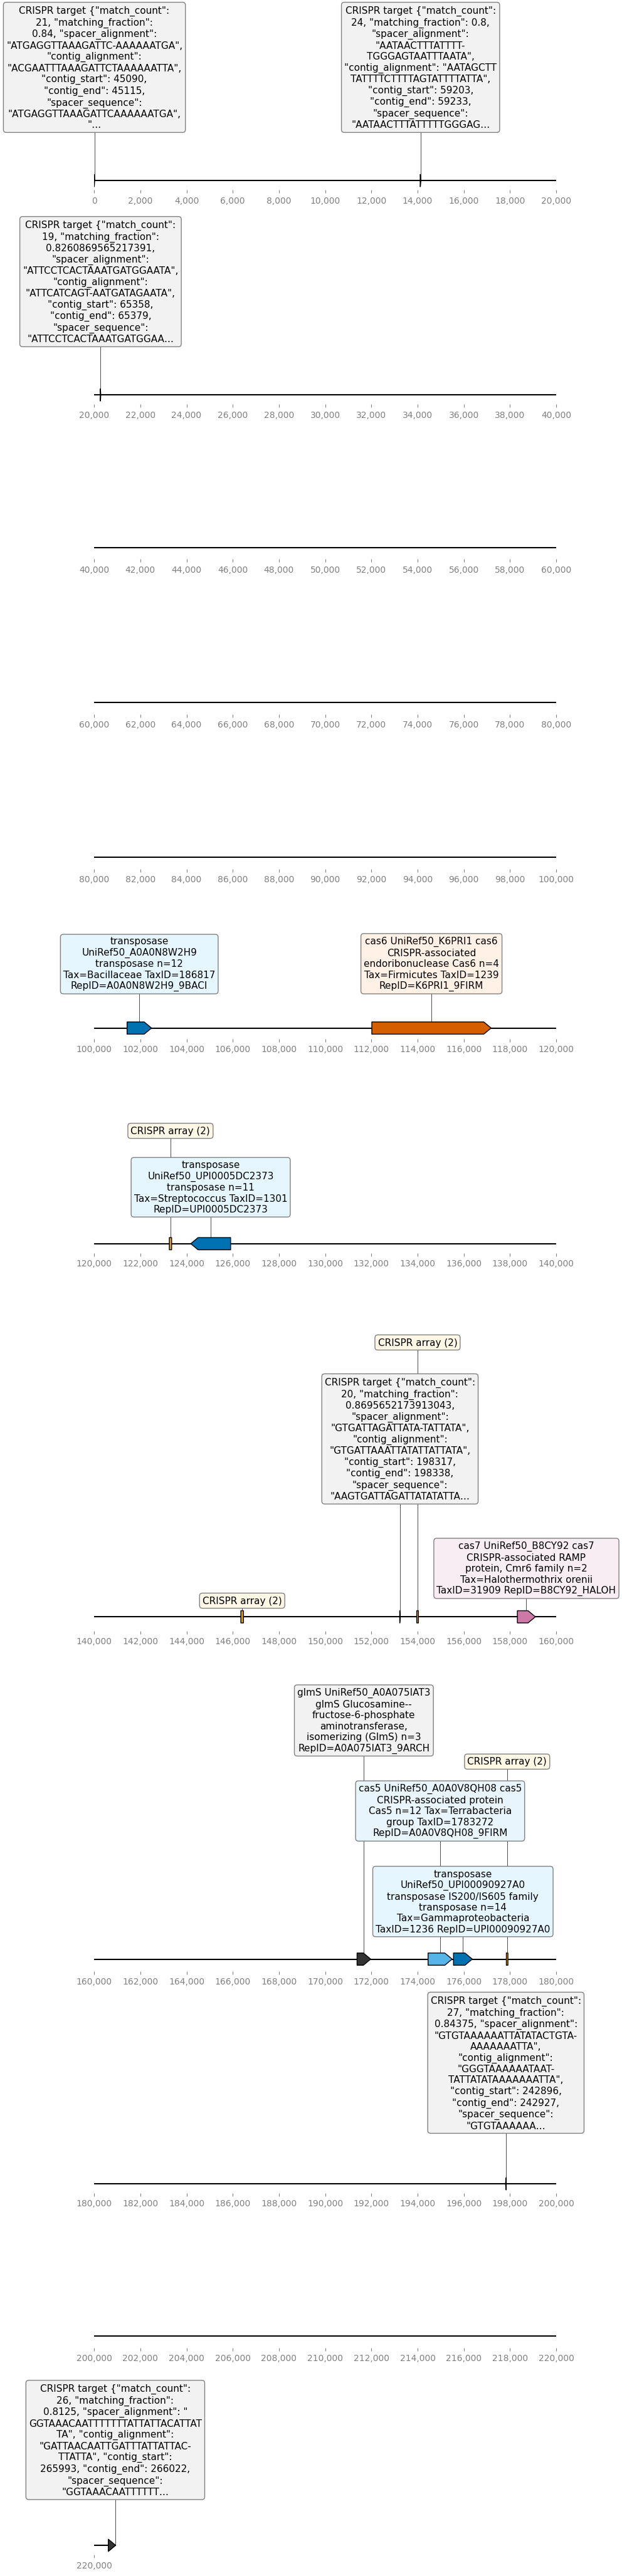 CRISPR target {"match_count":
21, "matching_fraction":
0.84, "spacer_alignment":
"ATGAGGTTAAAGATTC-AAAAAATGA",
"contig_alignment":
"ACGAATTTAAAGATTCTAAAAAATTA",
"contig_start": 45090,
"contig_end": 45115,
"spacer_sequence":
"ATGAGGTTAAAGATTCAAAAAATGA",
"...
CRISPR target {"match_count":
24, "matching_fraction": 0.8,
"spacer_alignment":
"AATAACTTTATTTT-
TGGGAGTAATTTAATA",
"contig_alignment": "AATAGCTT
TATTTTCTTTTAGTATTTTATTA",
"contig_start": 59203,
"contig_end": 59233,
"spacer_sequence":
"AATAACTTTATTTTTGGGAG...
0 2,000 4,000 6,000 8,000 10,000 12,000 14,000 16,000 18,000 20,000
CRISPR target {"match_count":
19, "matching_fraction":
0.8260869565217391,
"spacer_alignment":
"ATTCCTCACTAAATGATGGAATA",
"contig_alignment":
"ATTCATCAGT-AATGATAGAATA",
"contig_start": 65358,
"contig_end": 65379,
"spacer_sequence":
"ATTCCTCACTAAATGATGGAA...
20,000 22,000 24,000 26,000 28,000 30,000 32,000 34,000 36,000 38,000 40,000
40,000 42,000 44,000 46,000 48,000 50,000 52,000 54,000 56,000 58,000 60,000
60,000 62,000 64,000 66,000 68,000 70,000 72,000 74,000 76,000 78,000 80,000
80,000 82,000 84,000 86,000 88,000 90,000 92,000 94,000 96,000 98,000 100,000
transposase
UniRef50_A0A0N8W2H9
transposase n=12
Tax=Bacillaceae TaxID=186817
RepID=A0A0N8W2H9_9BACI
cas6 UniRef50_K6PRI1 cas6
CRISPR-associated
endoribonuclease Cas6 n=4
Tax=Firmicutes TaxID=1239
RepID=K6PRI1_9FIRM
100,000 102,000 104,000 106,000 108,000 110,000 112,000 114,000 116,000 118,000 120,000
CRISPR array (2)
transposase
UniRef50_UPI0005DC2373
transposase n=11
Tax=Streptococcus TaxID=1301
RepID=UPI0005DC2373
120,000 122,000 124,000 126,000 128,000 130,000 132,000 134,000 136,000 138,000 140,000
CRISPR array (2)
CRISPR target {"match_count":
20, "matching_fraction":
0.8695652173913043,
"spacer_alignment":
"GTGATTAGATTATA-TATTATA",
"contig_alignment":
"GTGATTAAATTATATTATTATA",
"contig_start": 198317,
"contig_end": 198338,
"spacer_sequence":
"AAGTGATTAGATTATATATTA...
cas7 UniRef50_B8CY92 cas7
CRISPR-associated RAMP
protein, Cmr6 family n=2
Tax=Halothermothrix orenii
TaxID=31909 RepID=B8CY92_HALOH
CRISPR array (2)
140,000 142,000 144,000 146,000 148,000 150,000 152,000 154,000 156,000 158,000 160,000
glmS UniRef50_A0A075IAT3
glmS Glucosamine--
fructose-6-phosphate
aminotransferase,
isomerizing (GlmS) n=3
RepID=A0A075IAT3_9ARCH
CRISPR array (2)
cas5 UniRef50_A0A0V8QH08 cas5
CRISPR-associated protein
Cas5 n=12 Tax=Terrabacteria
group TaxID=1783272
RepID=A0A0V8QH08_9FIRM
transposase
UniRef50_UPI00090927A0
transposase IS200/IS605 family
transposase n=14
Tax=Gammaproteobacteria
TaxID=1236 RepID=UPI00090927A0
160,000 162,000 164,000 166,000 168,000 170,000 172,000 174,000 176,000 178,000 180,000
CRISPR target {"match_count":
27, "matching_fraction":
0.84375, "spacer_alignment":
"GTGTAAAAAATTATATACTGTA-
AAAAAAATTA",
"contig_alignment":
"GGGTAAAAAATAAT-
TATTATATAAAAAAATTA",
"contig_start": 242896,
"contig_end": 242927,
"spacer_sequence":
"GTGTAAAAAA...
180,000 182,000 184,000 186,000 188,000 190,000 192,000 194,000 196,000 198,000 200,000
200,000 202,000 204,000 206,000 208,000 210,000 212,000 214,000 216,000 218,000 220,000
CRISPR target {"match_count":
26, "matching_fraction":
0.8125, "spacer_alignment": "
GGTAAACAATTTTTTTATTATTACATTAT
TA", "contig_alignment":
"GATTAACAATTGATTTATTATTAC-
TTATTA", "contig_start":
265993, "contig_end": 266022,
"spacer_sequence":
"GGTAAACAATTTTTT...
220,000